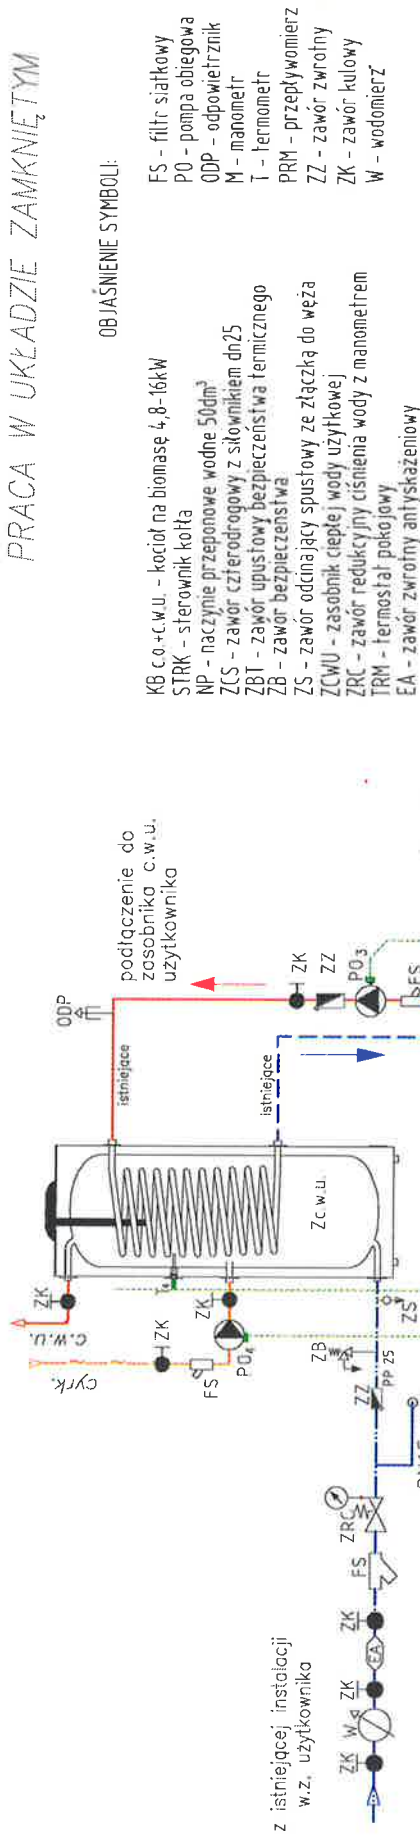 PRACA W UKŁADZIE ZAMKNIĘTYM
OBJAŚNIENIE SYMBOLI:
KB c.o.+c.w.u. - kocioł na biomasę 4,8-16kW
STRK - sterownik kotła
NP - naczynie przeponowe wodne 50dm³
ZCS - zawór czterodrogowy z siłownikiem dn25
ZBT - zawór upustowy bezpieczeństwa termicznego
ZB - zawór bezpieczeństwa
ZS - zawór odcinający spustowy ze złączką do węża
ZCWU - zasobnik ciepłej wody użytkowej
ZRC - zawór redukcyjny ciśnienia wody z manometrem
TRM - termostat pokojowy
EA - zawór zwrotny antyskażeniowy
FS - filtr siatkowy
PO - pompa obiegowa
ODP - odpowietrznik
M - manometr
T - termometr
PRM - przepływomierz
ZZ - zawór zwrotny
ZK - zawór kulowy
W - wodomierz
podłączenie do
zasobnika c.w.u.
użytkownika
ODP
istniejące
istniejące
ZK
ZZ
PO3
Zc.w.u.
ZK
c.w.u.
cyrk.
ZK
FS
ZK
PO4
ZB
ZZ
PP 25
ZS
ZRC
FS
ZK
EA
ZK
W
ZK
z istniejącej instalacji
w.z. użytkownika